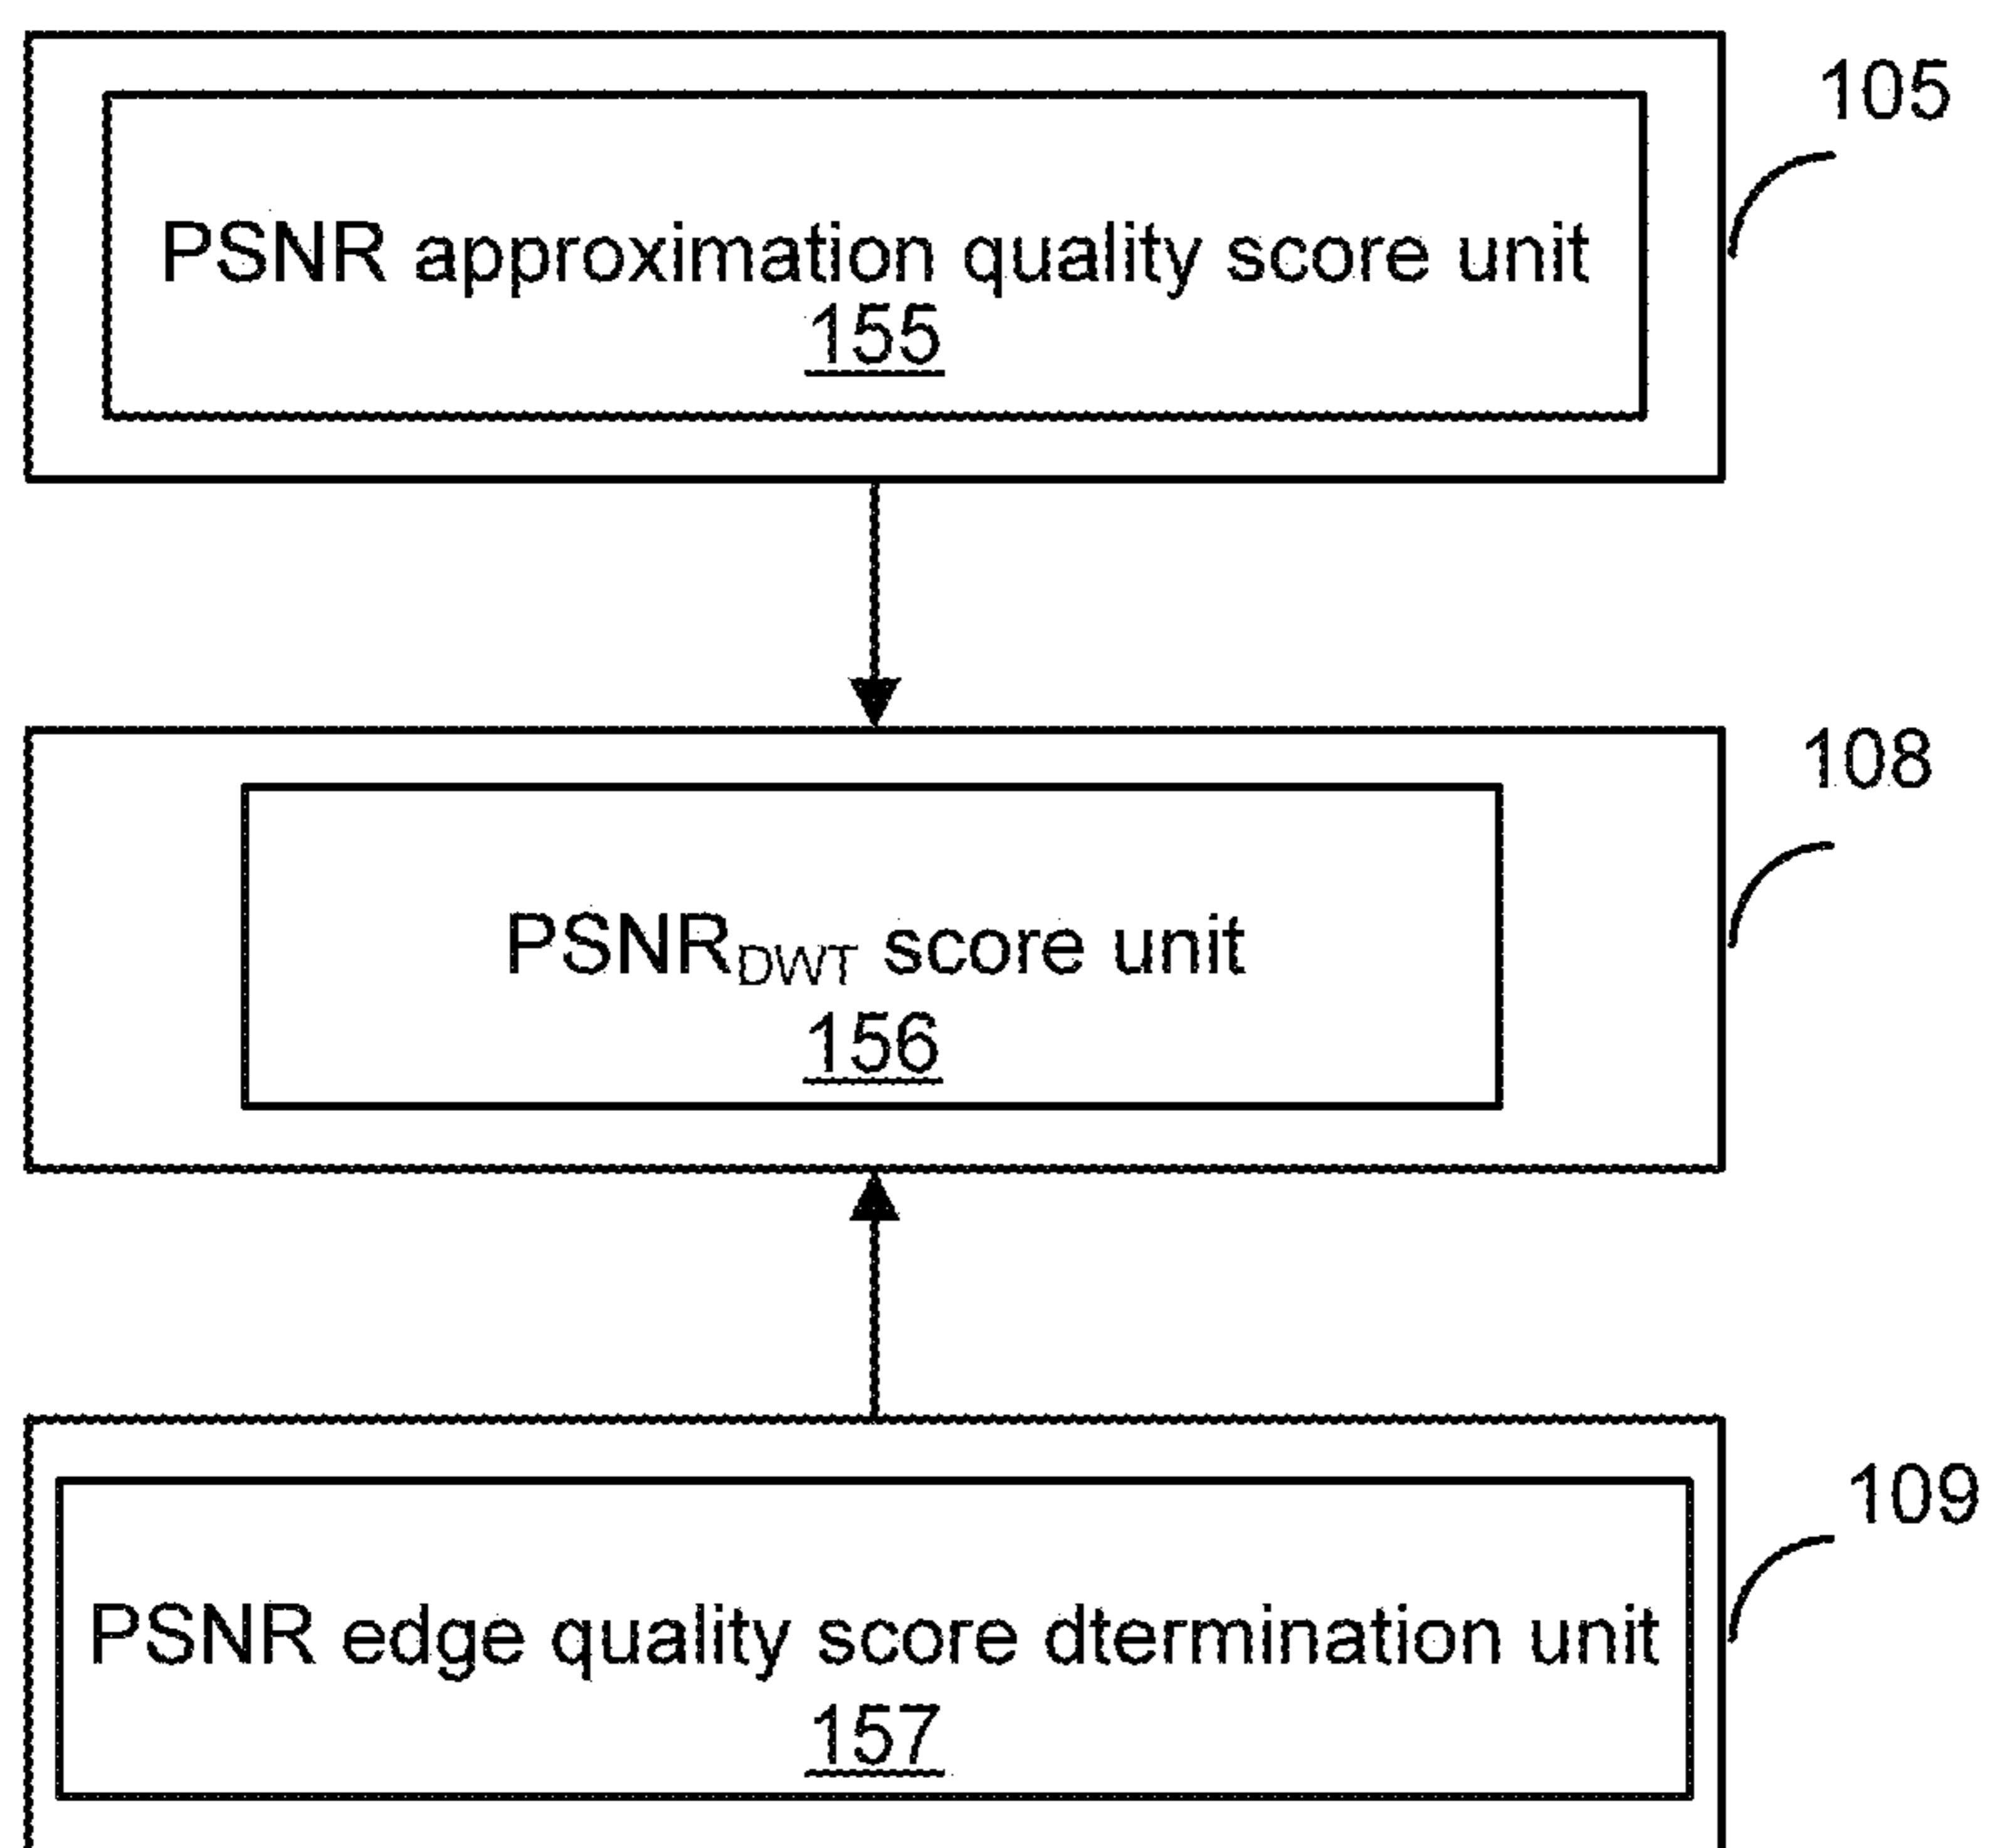 105
PSNR approximation quality score unit
155
108
PSNRDWT score unit
156
109
PSNR edge quality score dtermination unit
157